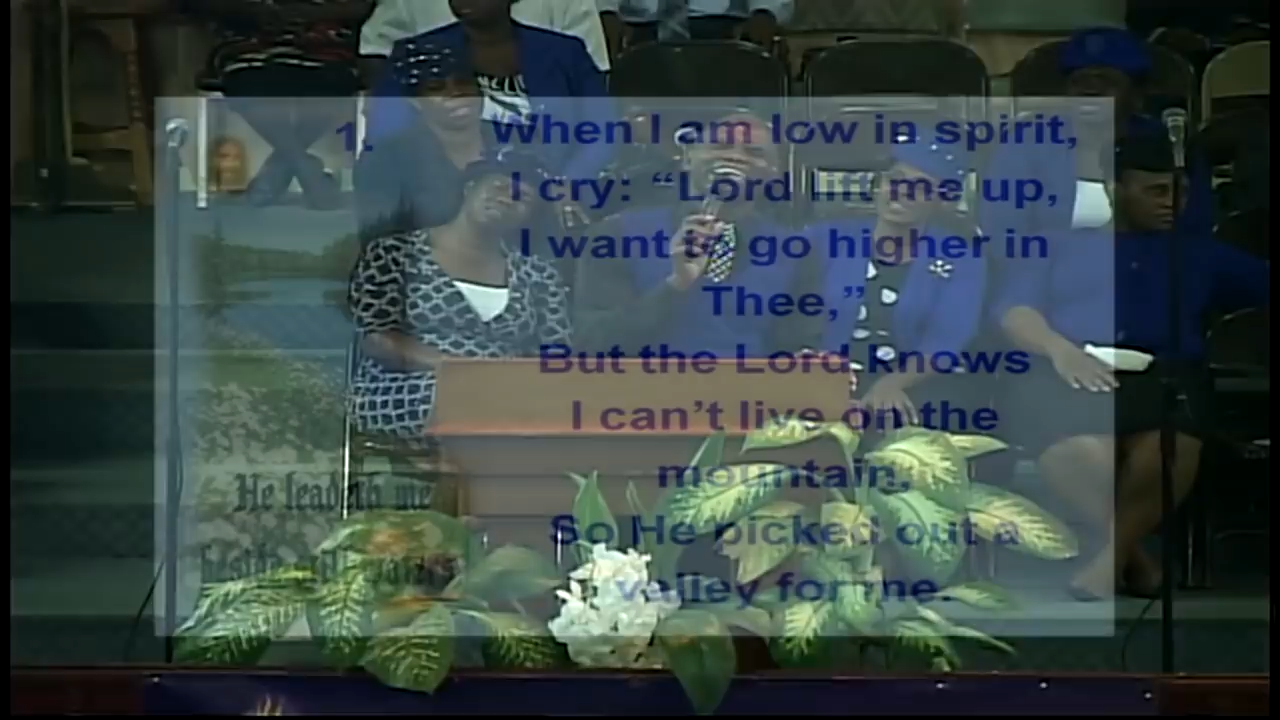 1. When I am low in spirit,
I cry: “Lord lift me up,
I want to go higher in
Thee,”
But the Lord knows
I can’t live on the
mountain,
So He picked out a
valley for me.
He leadeth me
beside